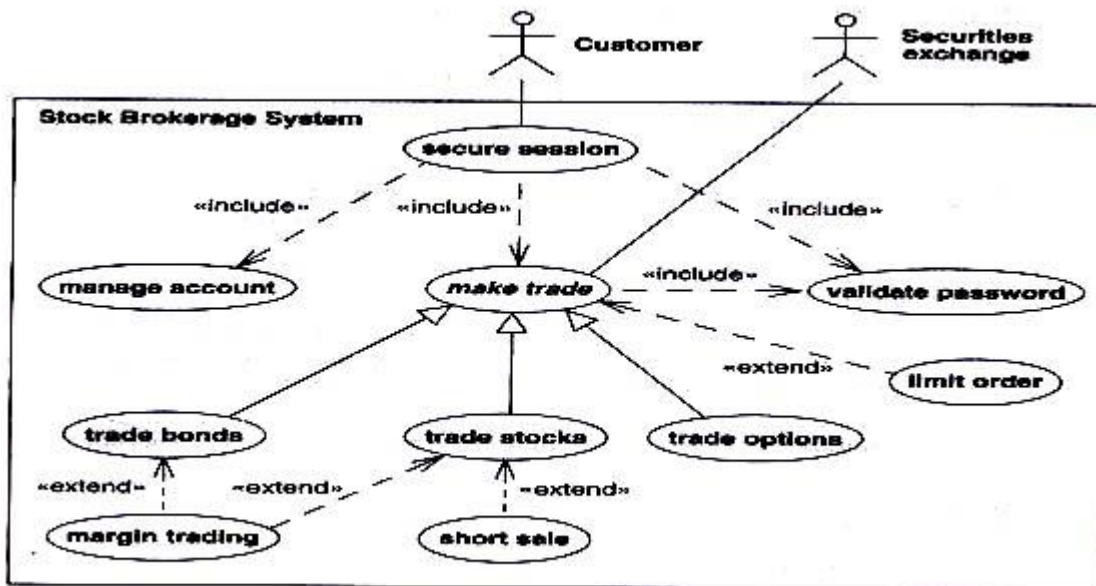 Customer
Securities
exchange
Stock Brokerage System
secure session
«include»
«include»
«include»
manage account
make trade
«include»
validate password
«extend»
limit order
trade bonds
trade stocks
trade options
«extend»
«extend»
«extend»
margin trading
short sale